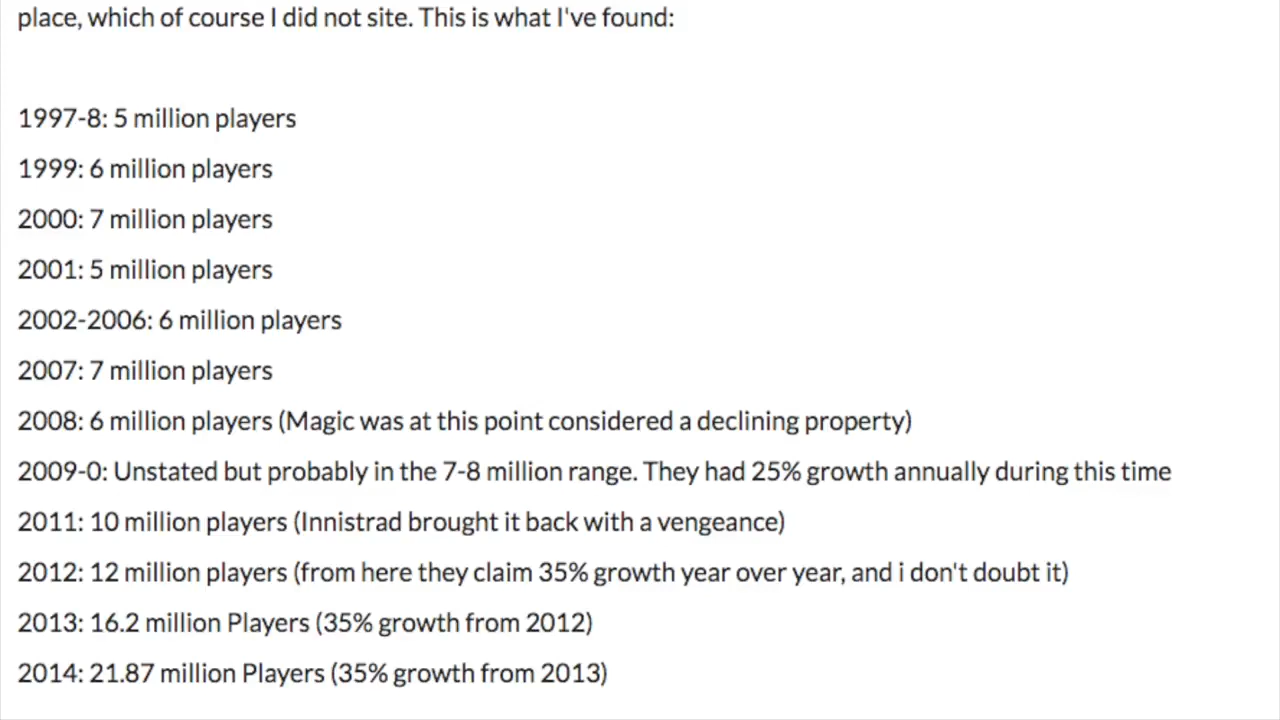 place, which of course I did not site. This is what I've found:
1997-8: 5 million players
1999: 6 million players
2000: 7 million players
2001: 5 million players
2002-2006: 6 million players
2007: 7 million players
2008: 6 million players (Magic was at this point considered a declining property)
2009-0: Unstated but probably in the 7-8 million range. They had 25% growth annually during this time
2011: 10 million players (Innistrad brought it back with a vengeance)
2012: 12 million players (from here they claim 35% growth year over year, and i don't doubt it)
2013: 16.2 million Players (35% growth from 2012)
2014: 21.87 million Players (35% growth from 2013)